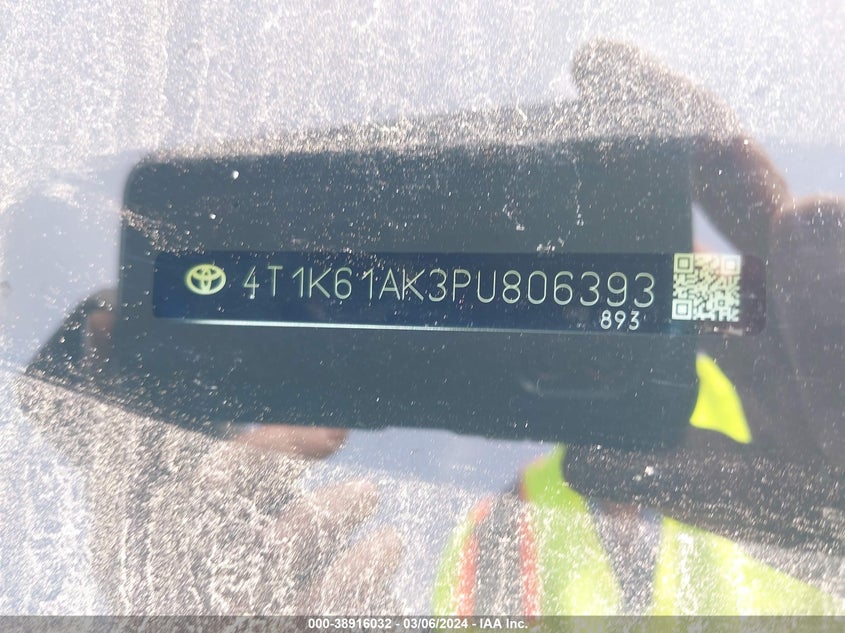 4T1K61AK3PU806393
893
000-38916032 — 03/06/2024 — IAA Inc.